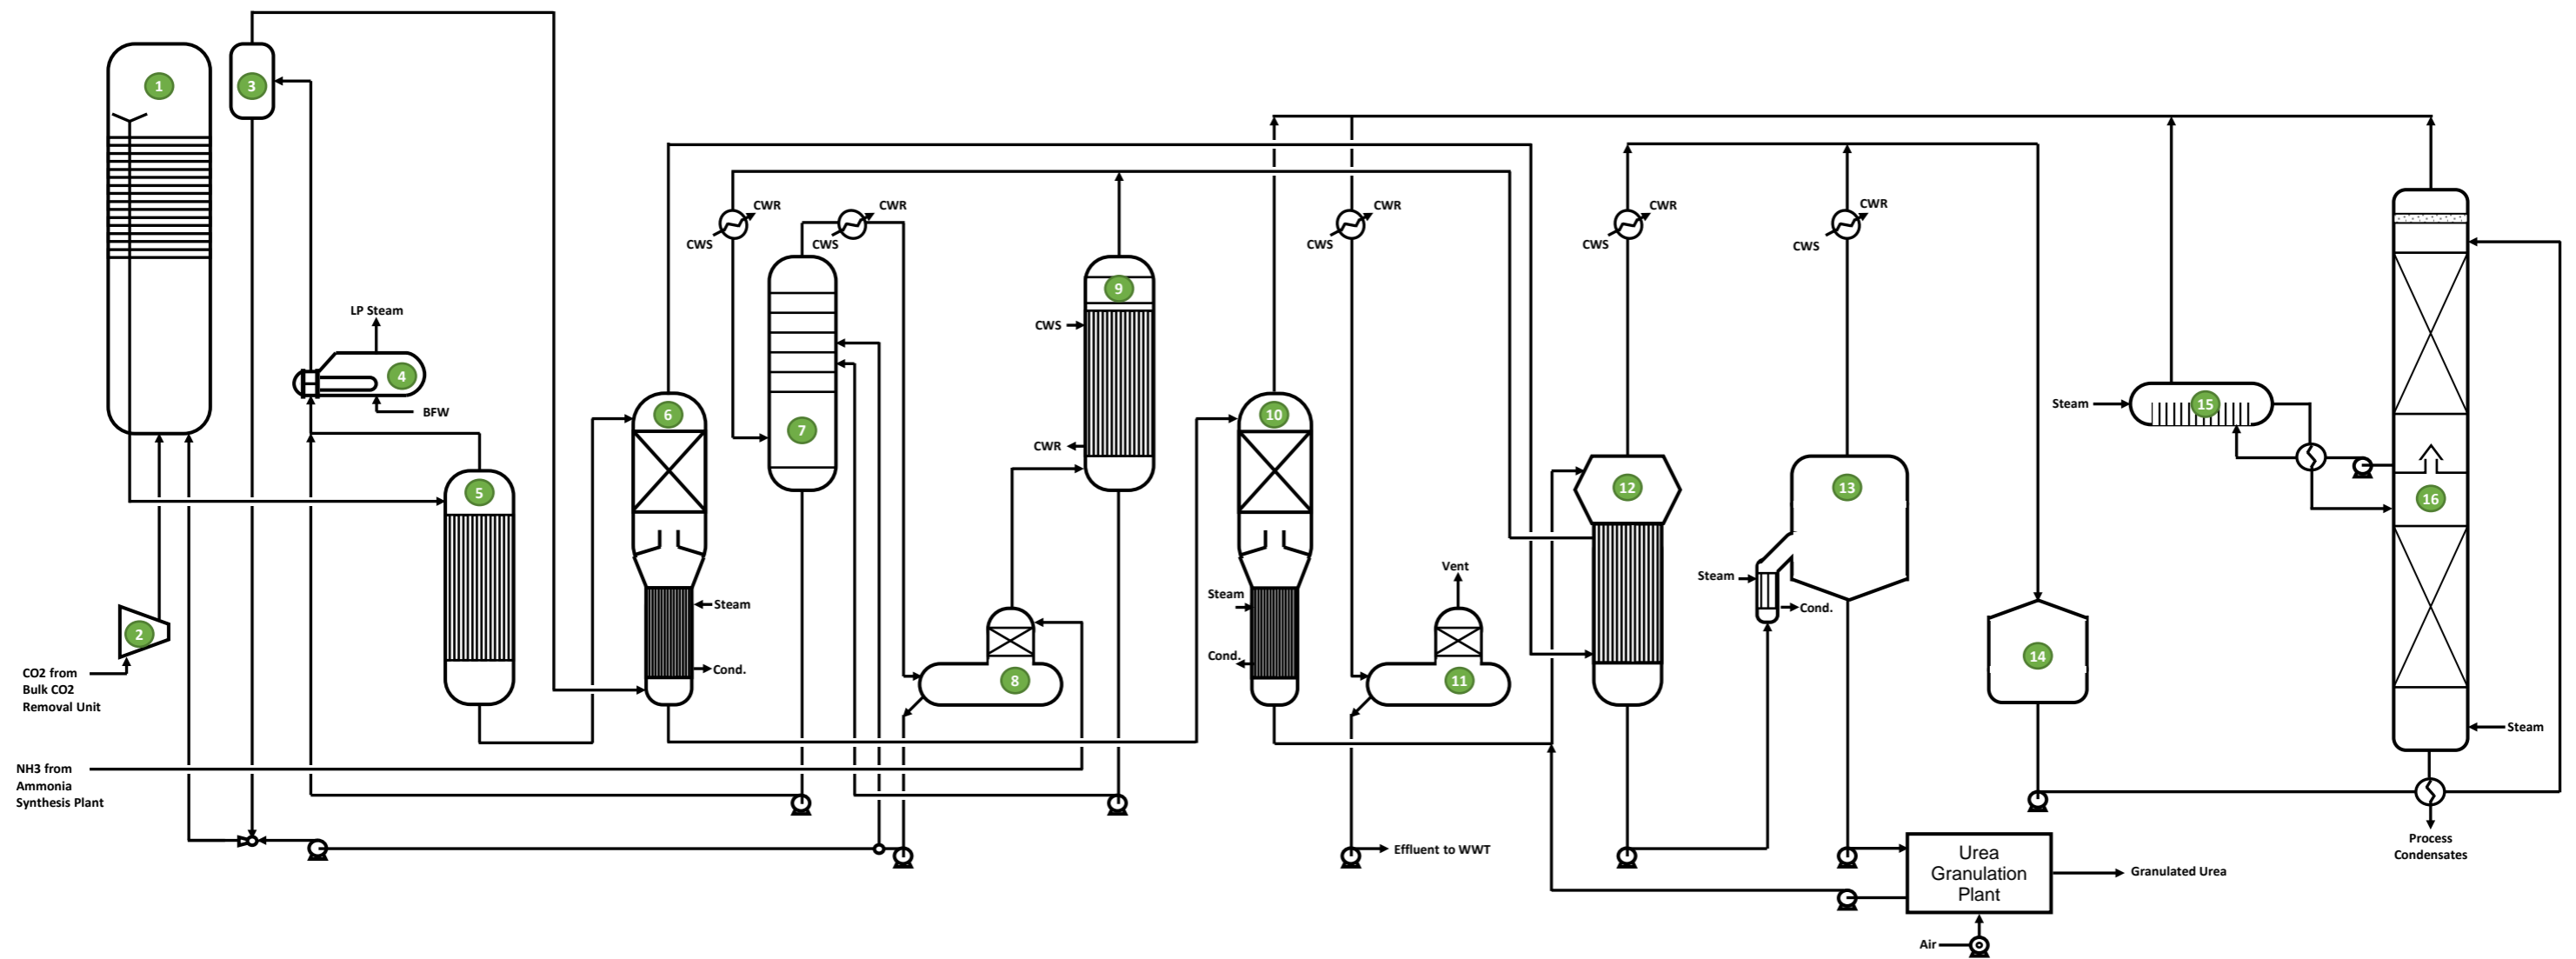 1
3
CWR
CWS
CWR
CWS
CWR
CWS
CWR
CWS
CWR
CWS
9
LP Steam
CWS
4
BFW
Steam
15
6
10
7
CWR
5
12
13
16
Vent
Steam
Cond.
Steam
Steam
Cond.
2
14
Cond.
CO2 from
Bulk CO2
Removal Unit
8
11
Steam
NH3 from
Ammonia
Synthesis Plant
Process
Condensates
Effluent to WWT
Urea
Granulation
Plant
Granulated Urea
Air